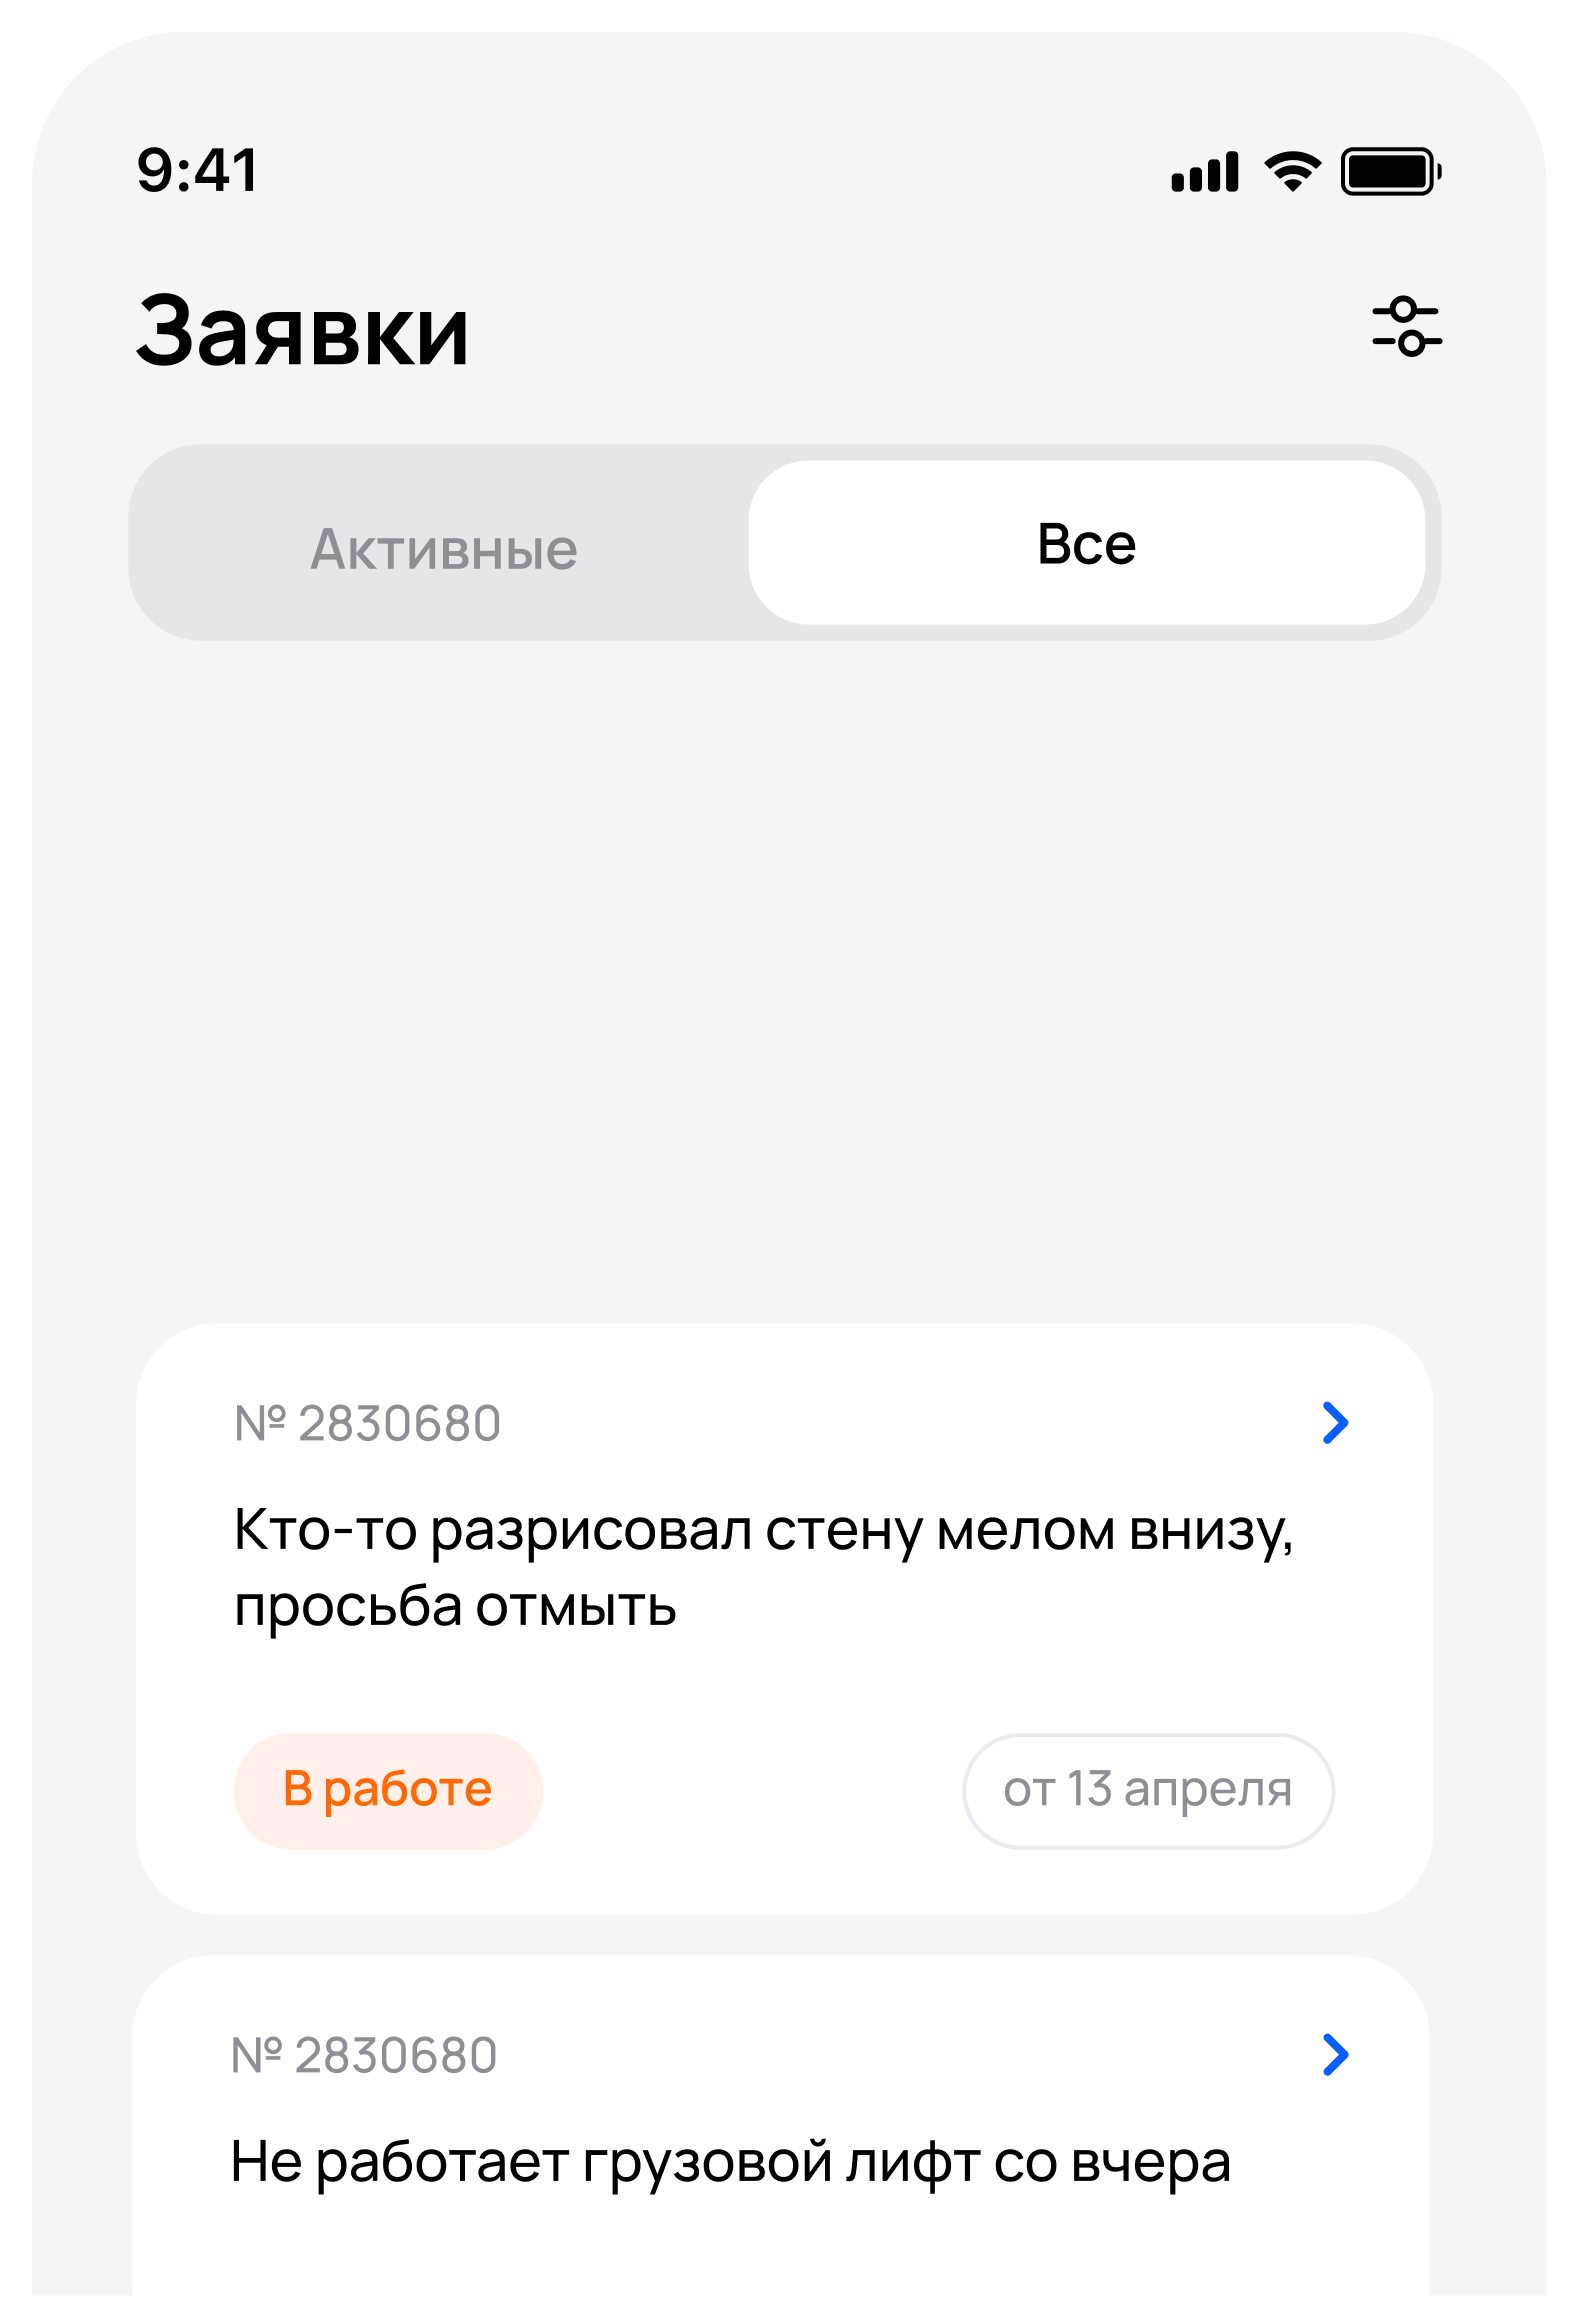 9:41
Заявки
Активные
Все
№ 2830680
Кто-то разрисовал стену мелом внизу,
просьба отмыть
В работе
от 13 апреля
№ 2830680
Не работает грузовой лифт со вчера